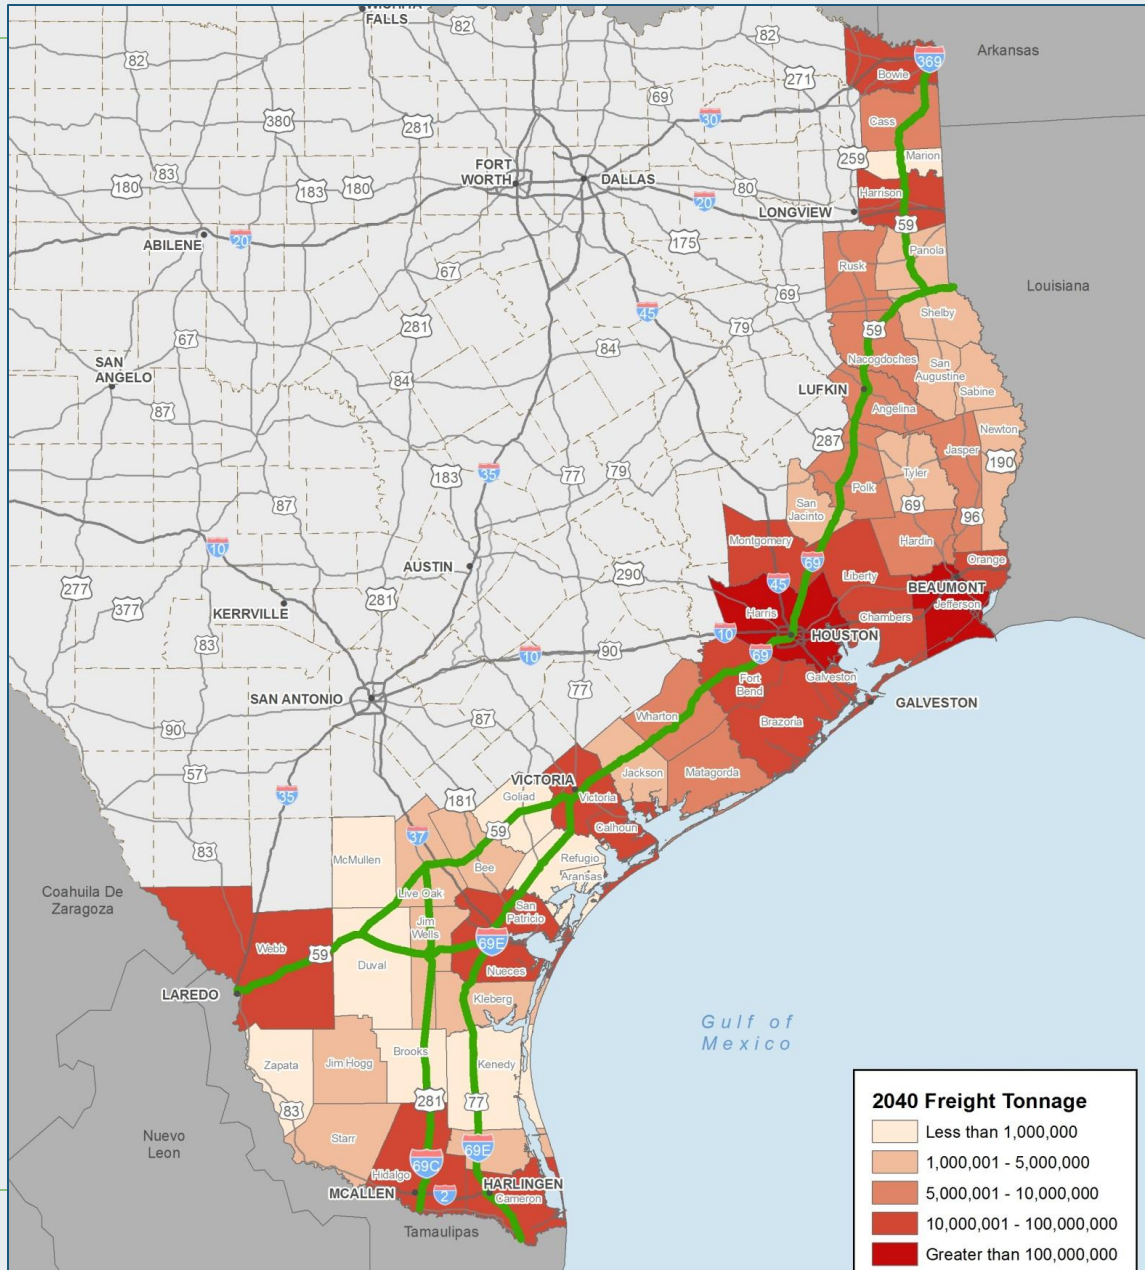 WICHITA
FALLS
82
82
82
Arkansas
369
Bowie
271
69
30
Cass
380
281
259
Marion
FORT
WORTH
DALLAS
83
180
183
180
80
Harrison
20
LONGVIEW
59
ABILENE
20
175
Panola
Rusk
67
Louisiana
69
45
Shelby
281
79
59
67
84
Nacogdoches
SAN
ANGELO
San
Augustine
84
LUFKIN
Sabine
87
Angelina
Newton
287
Jasper
190
183
35
77
79
Tyler
Polk
87
San
Jacinto
69
96
Montgomery
Hardin
10
69
Orange
AUSTIN
290
45
Liberty
277
BEAUMONT
377
281
KERRVILLE
Harris
Jefferson
Chambers
83
10
HOUSTON
10
90
69
Galveston
Fort
Bend
SAN ANTONIO
77
GALVESTON
87
Wharton
Brazoria
90
57
Jackson
Matagorda
VICTORIA
35
181
Goliad
Victoria
59
Calhoun
37
83
McMullen
Bee
Refugio
Aransas
Coahuila De
Zaragoza
Live Oak
San
Patricio
Jim
Wells
69E
Webb
59
Duval
Nueces
LAREDO
Kleberg
Gulf of
Mexico
Brooks
Zapata
Jim Hogg
Kenedy
83
281
77
Nuevo
Leon
Starr
69E
69C
Hidalgo
HARLINGEN
MCALLEN
2
Cameron
Tamaulipas
2040 Freight Tonnage
Less than 1,000,000
1,000,001 - 5,000,000
5,000,001 - 10,000,000
10,000,001 - 100,000,000
Greater than 100,000,000